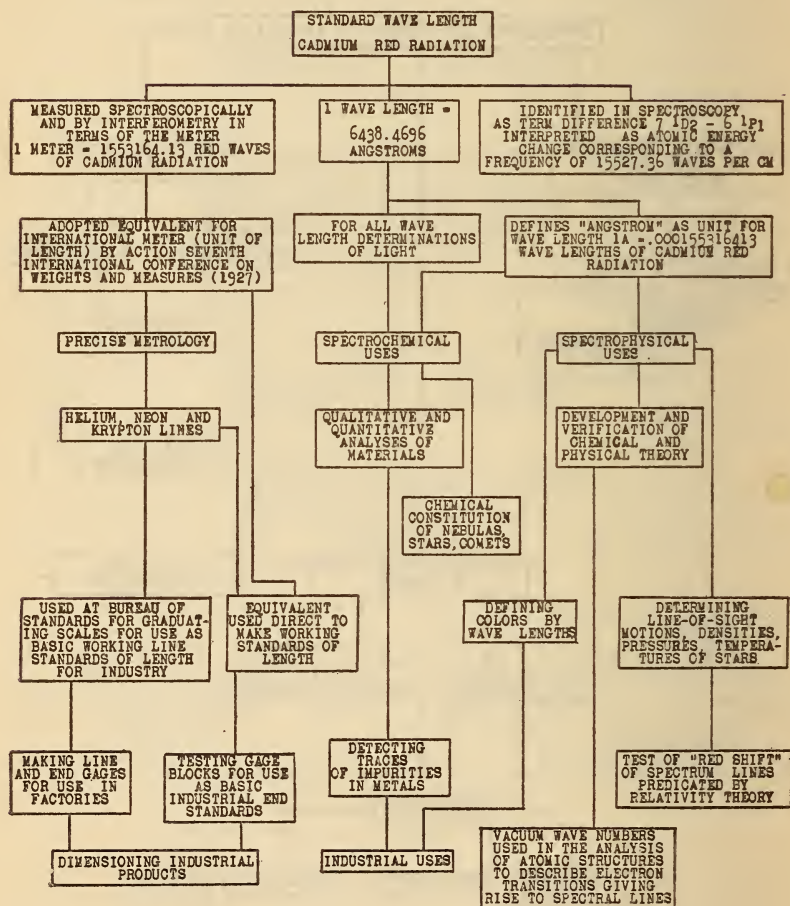 STANDARD WAVE LENGTH
CADMIUM RED RADIATION
MEASURED SPECTROSCOPICALLY
AND BY INTERFEROMETRY IN
TERMS OF THE METER
1 METER = 1553164.13 RED WAVES
OF CADMIUM RADIATION
1 WAVE LENGTH =
6438.4696
ANGSTROMS
IDENTIFIED IN SPECTROSCOPY
AS TERM DIFFERENCE 7 1D2 - 6 1P1
INTERPRETED AS ATOMIC ENERGY
CHANGE CORRESPONDING TO A
FREQUENCY OF 15527.36 WAVES PER CM
ADOPTED EQUIVALENT FOR
INTERNATIONAL METER (UNIT OF
LENGTH) BY ACTION SEVENTH
INTERNATIONAL CONFERENCE ON
WEIGHTS AND MEASURES (1927)
FOR ALL WAVE
LENGTH DETERMINATIONS
OF LIGHT
DEFINES "ANGSTROM" AS UNIT FOR
WAVE LENGTH 1A = .000155316413
WAVE LENGTHS OF CADMIUM RED
RADIATION
PRECISE METROLOGY
SPECTROCHEMICAL
USES
SPECTROPHYSICAL
USES
HELIUM, NEON AND
KRYPTON LINES
QUALITATIVE AND
QUANTITATIVE
ANALYSES OF
MATERIALS
DEVELOPMENT AND
VERIFICATION OF
CHEMICAL AND
PHYSICAL THEORY
CHEMICAL
CONSTITUTION
OF NEBULAS,
STARS, COMETS
USED AT BUREAU OF
STANDARDS FOR GRADUAT-
ING SCALES FOR USE AS
BASIC WORKING LINE
STANDARDS OF LENGTH
FOR INDUSTRY
EQUIVALENT
USED DIRECT TO
MAKE WORKING
STANDARDS OF
LENGTH
DEFINING
COLORS BY
WAVE LENGTHS
DETERMINING
LINE-OF-SIGHT
MOTIONS, DENSITIES,
PRESSURES, TEMPERA-
TURES OF STARS
MAKING LINE
AND END GAGES
FOR USE IN
FACTORIES
TESTING GAGE
BLOCKS FOR USE
AS BASIC
INDUSTRIAL END
STANDARDS
DETECTING
TRACES
OF IMPURITIES
IN METALS
TEST OF "RED SHIFT"
OF SPECTRUM LINES
PREDICATED BY
RELATIVITY THEORY
DIMENSIONING INDUSTRIAL
PRODUCTS
INDUSTRIAL USES
VACUUM WAVE NUMBERS
USED IN THE ANALYSIS
OF ATOMIC STRUCTURES
TO DESCRIBE ELECTRON
TRANSITIONS GIVING
RISE TO SPECTRAL LINES